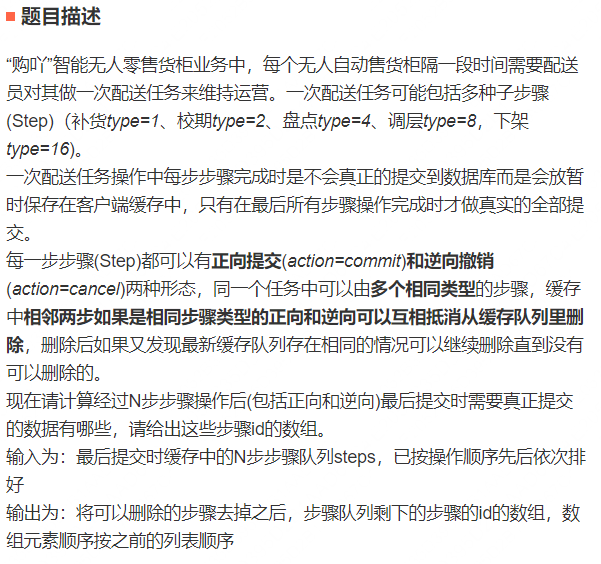 题目描述
“购吖”智能无人零售货柜业务中，每个无人自动售货柜隔一段时间需要配送
员对其做一次配送任务来维持运营。一次配送任务可能包括多种子步骤
(Step)（补货type=1、校期type=2、盘点type=4、调层type=8，下架
type=16)。
一次配送任务操作中每步步骤完成时是不会真正的提交到数据库而是会放暂
时保存在客户端缓存中，只有在最后所有步骤操作完成时才做真实的全部提
交。
每一步步骤(Step)都可以有正向提交(action=commit)和逆向撤销
(action=cancel)两种形态，同一个任务中可以由多个相同类型的步骤，缓存
中相邻两步如果是相同步骤类型的正向和逆向可以互相抵消从缓存队列里删
除，删除后如果又发现最新缓存队列存在相同的情况可以继续删除直到没有
可以删除的。
现在请计算经过N步步骤操作后(包括正向和逆向)最后提交时需要真正提交
的数据有哪些，请给出这些步骤id的数组。
输入为：最后提交时缓存中的N步步骤队列steps，已按操作顺序先后依次排
好
输出为：将可以删除的步骤去掉之后，步骤队列剩下的步骤的id的数组，数
组元素顺序按之前的列表顺序